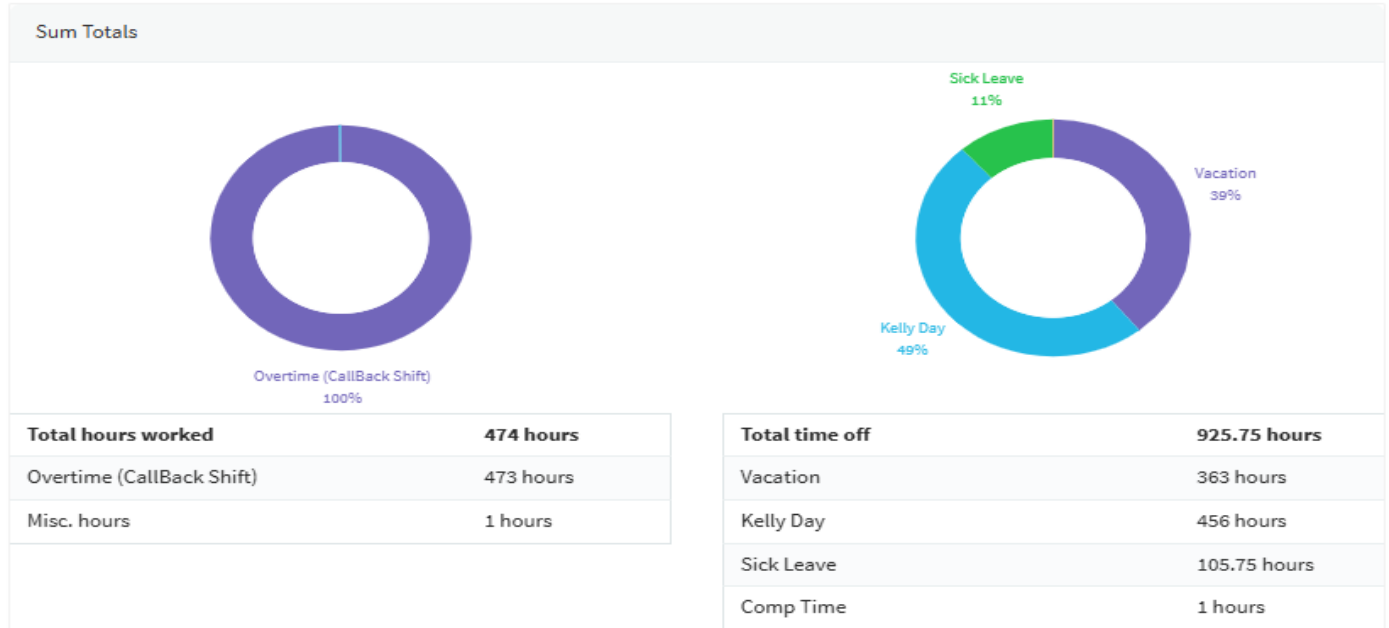 Sum Totals
Overtime (CallBack Shift)
100%
Sick Leave
11%
Vacation
39%
Kelly Day
49%
Total hours worked 474 hours
Overtime (CallBack Shift) 473 hours
Misc. hours 1 hours
Total time off 925.75 hours
Vacation 363 hours
Kelly Day 456 hours
Sick Leave 105.75 hours
Comp Time 1 hours